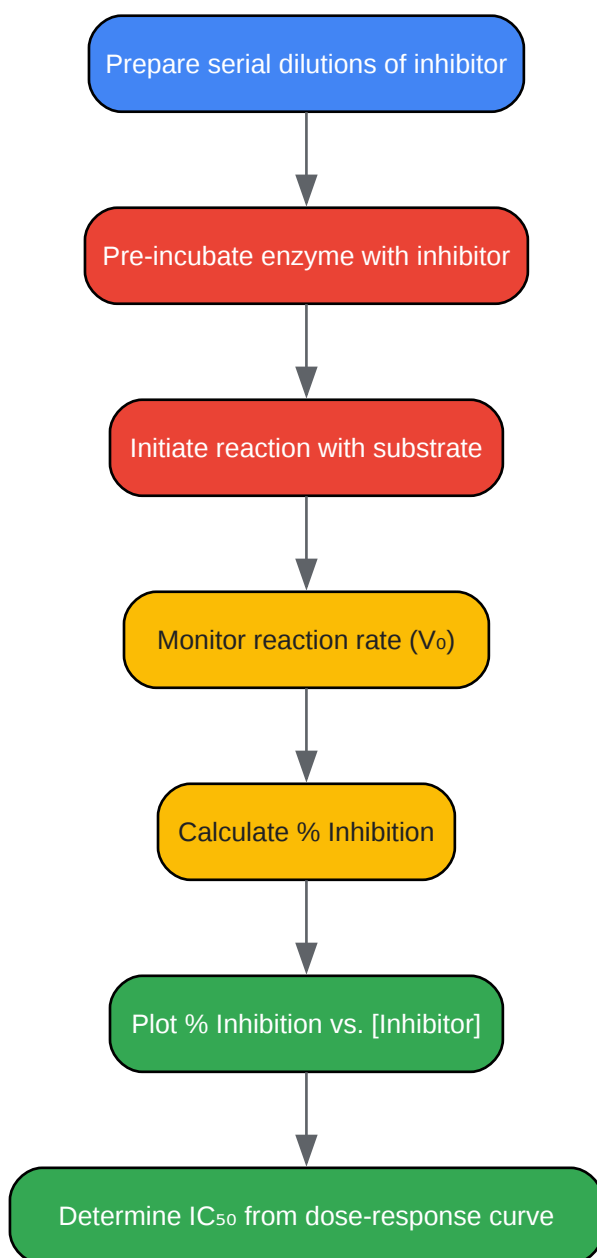 Prepare serial dilutions of inhibitor
Pre-incubate enzyme with inhibitor
Initiate reaction with substrate
Monitor reaction rate (V₀)
Calculate % Inhibition
Plot % Inhibition vs. [Inhibitor]
Determine IC₅₀ from dose-response curve